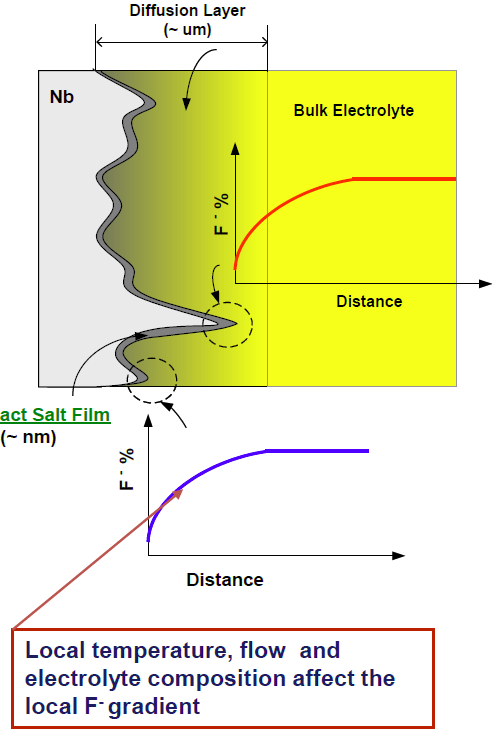 Diffusion Layer
(~ um)
Nb
Bulk Electrolyte
F - %
Distance
act Salt Film
(~ nm)
F - %
Distance
Local temperature, flow and
electrolyte composition affect the
local F- gradient